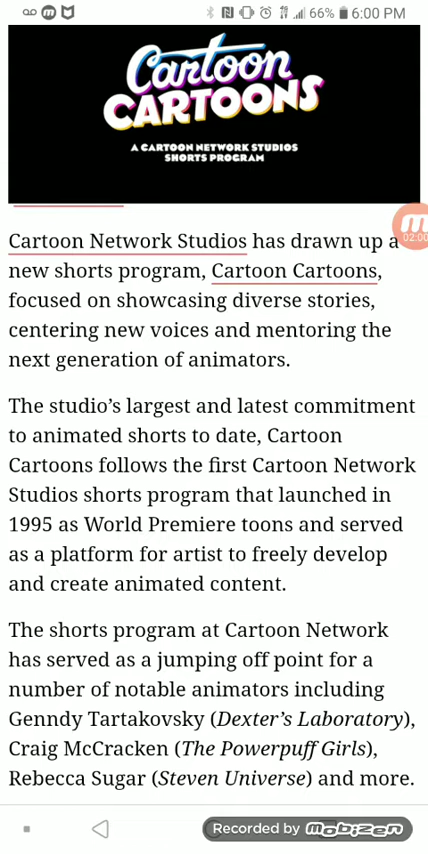 66% 6:00 PM
Cartoon
CARTOONS
A CARTOON NETWORK STUDIOS
SHORTS PROGRAM
02:00
Cartoon Network Studios has drawn up a
new shorts program, Cartoon Cartoons,
focused on showcasing diverse stories,
centering new voices and mentoring the
next generation of animators.
The studio’s largest and latest commitment
to animated shorts to date, Cartoon
Cartoons follows the first Cartoon Network
Studios shorts program that launched in
1995 as World Premiere toons and served
as a platform for artist to freely develop
and create animated content.
The shorts program at Cartoon Network
has served as a jumping off point for a
number of notable animators including
Genndy Tartakovsky (Dexter’s Laboratory),
Craig McCracken (The Powerpuff Girls),
Rebecca Sugar (Steven Universe) and more.
Recorded by mobizen